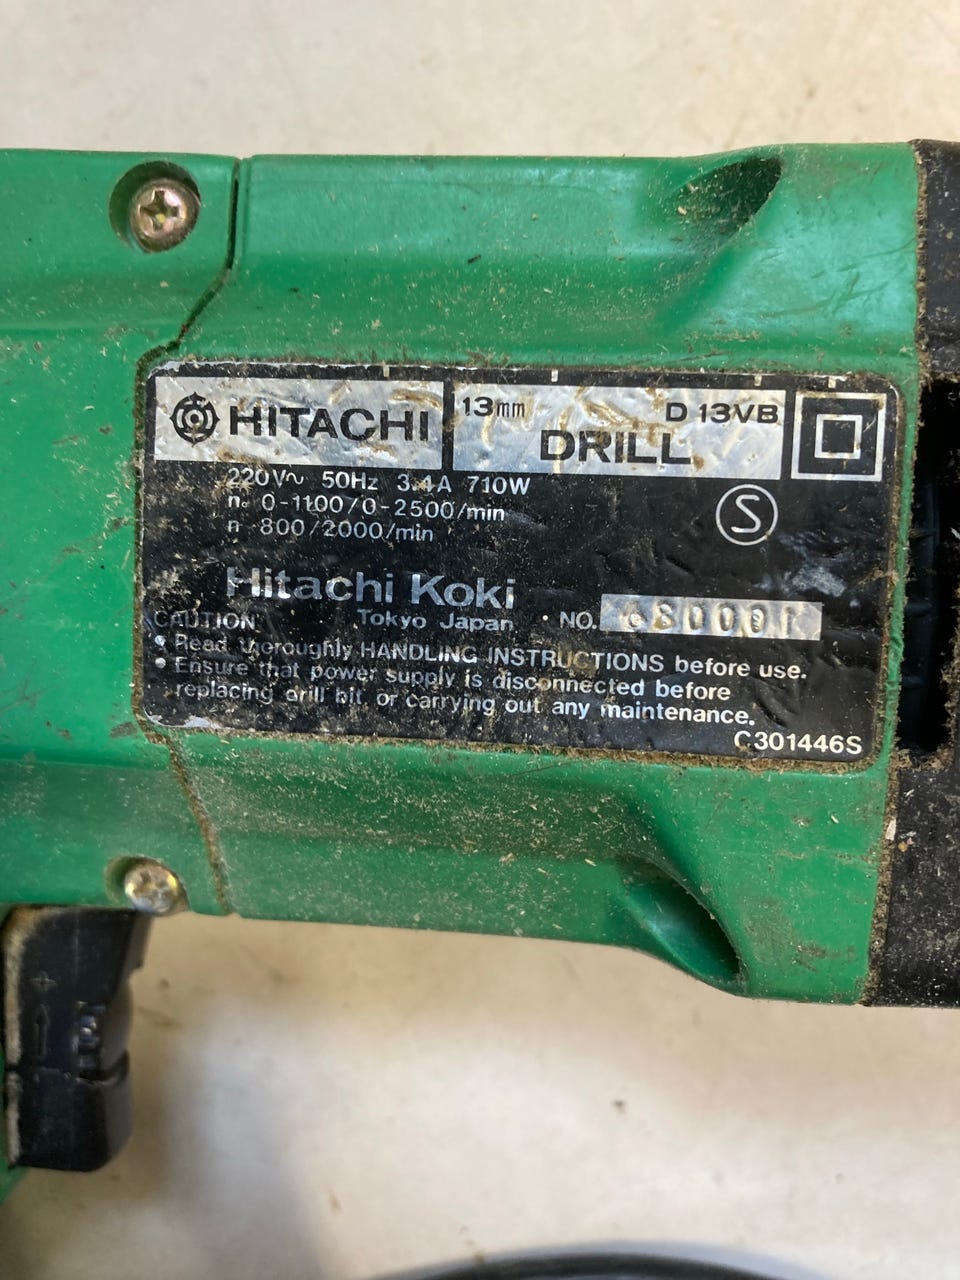 HITACHI
13mm D 13VB
DRILL
220V~ 50Hz 3.4A 710W
n₀ 0-1100/0-2500/min
n 800/2000/min
S
Hitachi Koki
Tokyo Japan • NO.
CAUTION
• Read thoroughly HANDLING INSTRUCTIONS before use.
• Ensure that power supply is disconnected before
replacing drill bit, or carrying out any maintenance.
C301446S